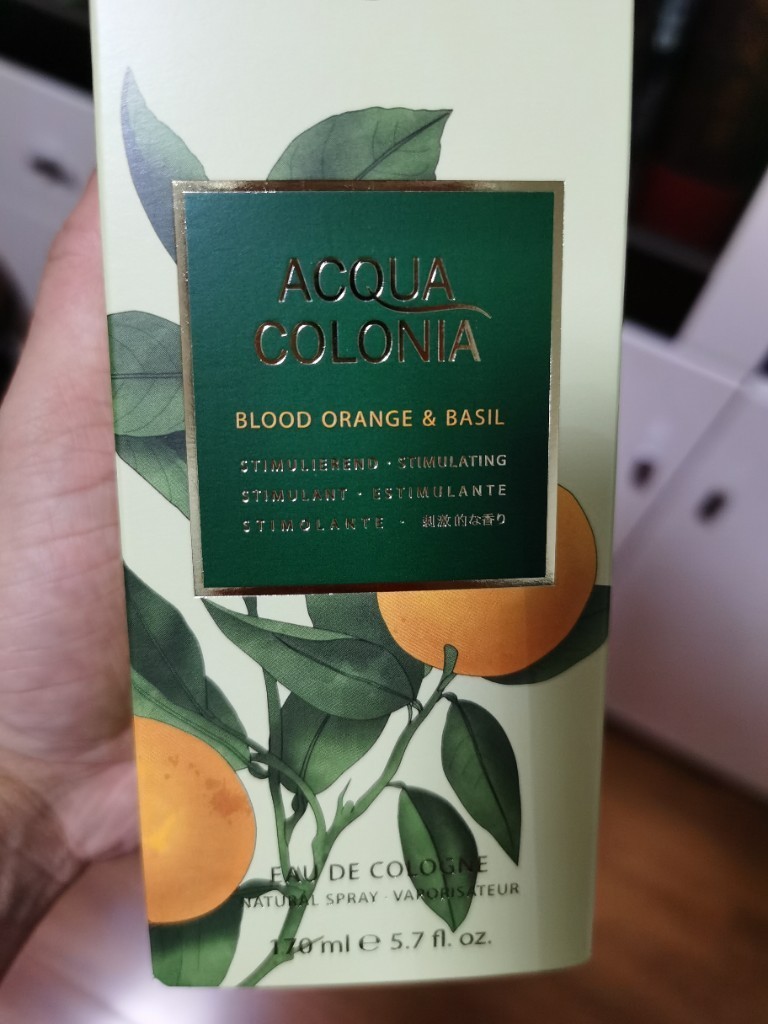 ACQUA
COLONIA
BLOOD ORANGE & BASIL
STIMULIEREND · STIMULATING
STIMULANT · ESTIMULANTE
STIMOLANTE · 刺激的な香り
EAU DE COLOGNE
NATURAL SPRAY · VAPORISATEUR
170 ml ℮ 5.7 fl. oz.